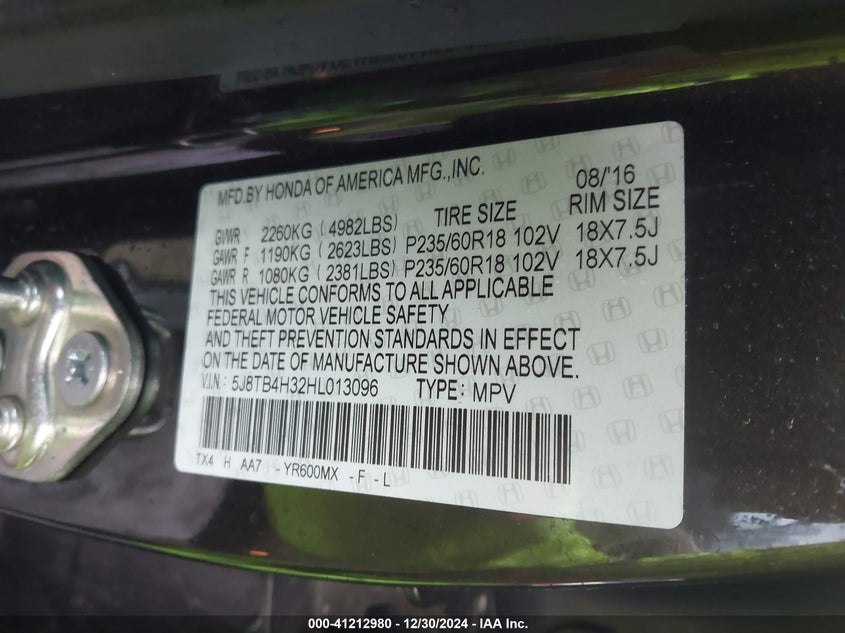 MFD.BY HONDA OF AMERICA MFG.,INC. 08/'16
GVWR 2260KG (4982LBS) TIRE SIZE RIM SIZE
GAWR F 1190KG (2623LBS) P235/60R18 102V 18X7.5J
GAWR R 1080KG (2381LBS) P235/60R18 102V 18X7.5J
THIS VEHICLE CONFORMS TO ALL APPLICABLE
FEDERAL MOTOR VEHICLE SAFETY
AND THEFT PREVENTION STANDARDS IN EFFECT
ON THE DATE OF MANUFACTURE SHOWN ABOVE.
V.I.N.: 5J8TB4H32HL013096 TYPE: MPV
TX4 H AA7 - YR600MX - F - L
000-41212980 - 12/30/2024 - IAA Inc.